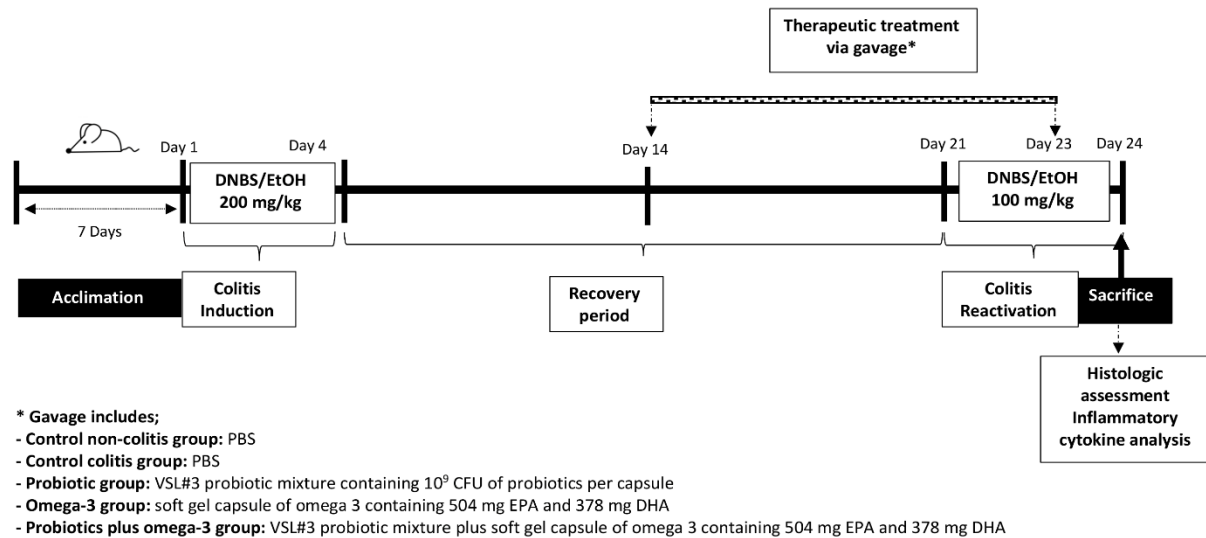 Therapeutic treatment
via gavage*
Day 1
Day 4
Day 14
Day 21
Day 23
Day 24
DNBS/EtOH
200 mg/kg
DNBS/EtOH
100 mg/kg
7 Days
Acclimation
Colitis
Induction
Recovery
period
Colitis
Reactivation
Sacrifice
Histologic
assessment
Inflammatory
cytokine analysis
* Gavage includes;
- Control non-colitis group: PBS
- Control colitis group: PBS
- Probiotic group: VSL#3 probiotic mixture containing 10⁹ CFU of probiotics per capsule
- Omega-3 group: soft gel capsule of omega 3 containing 504 mg EPA and 378 mg DHA
- Probiotics plus omega-3 group: VSL#3 probiotic mixture plus soft gel capsule of omega 3 containing 504 mg EPA and 378 mg DHA